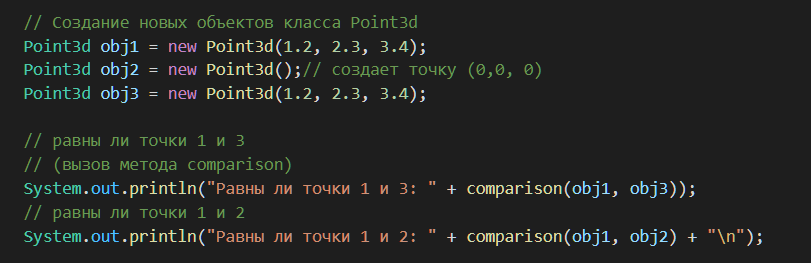 // Создание новых объектов класса Point3d
Point3d obj1 = new Point3d(1.2, 2.3, 3.4);
Point3d obj2 = new Point3d();// создает точку (0,0, 0)
Point3d obj3 = new Point3d(1.2, 2.3, 3.4);
// равны ли точки 1 и 3
// (вызов метода comparison)
System.out.println("Равны ли точки 1 и 3: " + comparison(obj1, obj3));
// равны ли точки 1 и 2
System.out.println("Равны ли точки 1 и 2: " + comparison(obj1, obj2) + "\n");